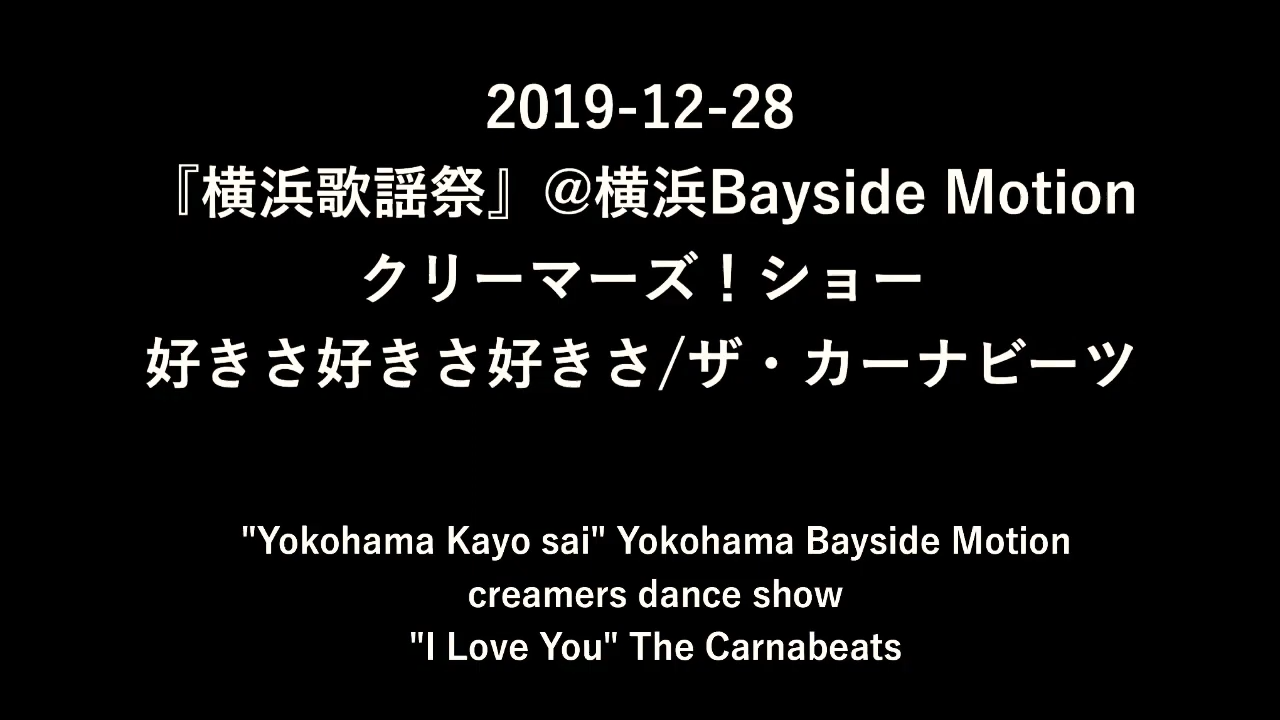 2019-12-28
『横浜歌謡祭』@横浜Bayside Motion
クリーマーズ！ショー
好きさ好きさ好きさ/ザ・カーナビーツ
"Yokohama Kayo sai" Yokohama Bayside Motion
creamers dance show
"I Love You" The Carnabeats